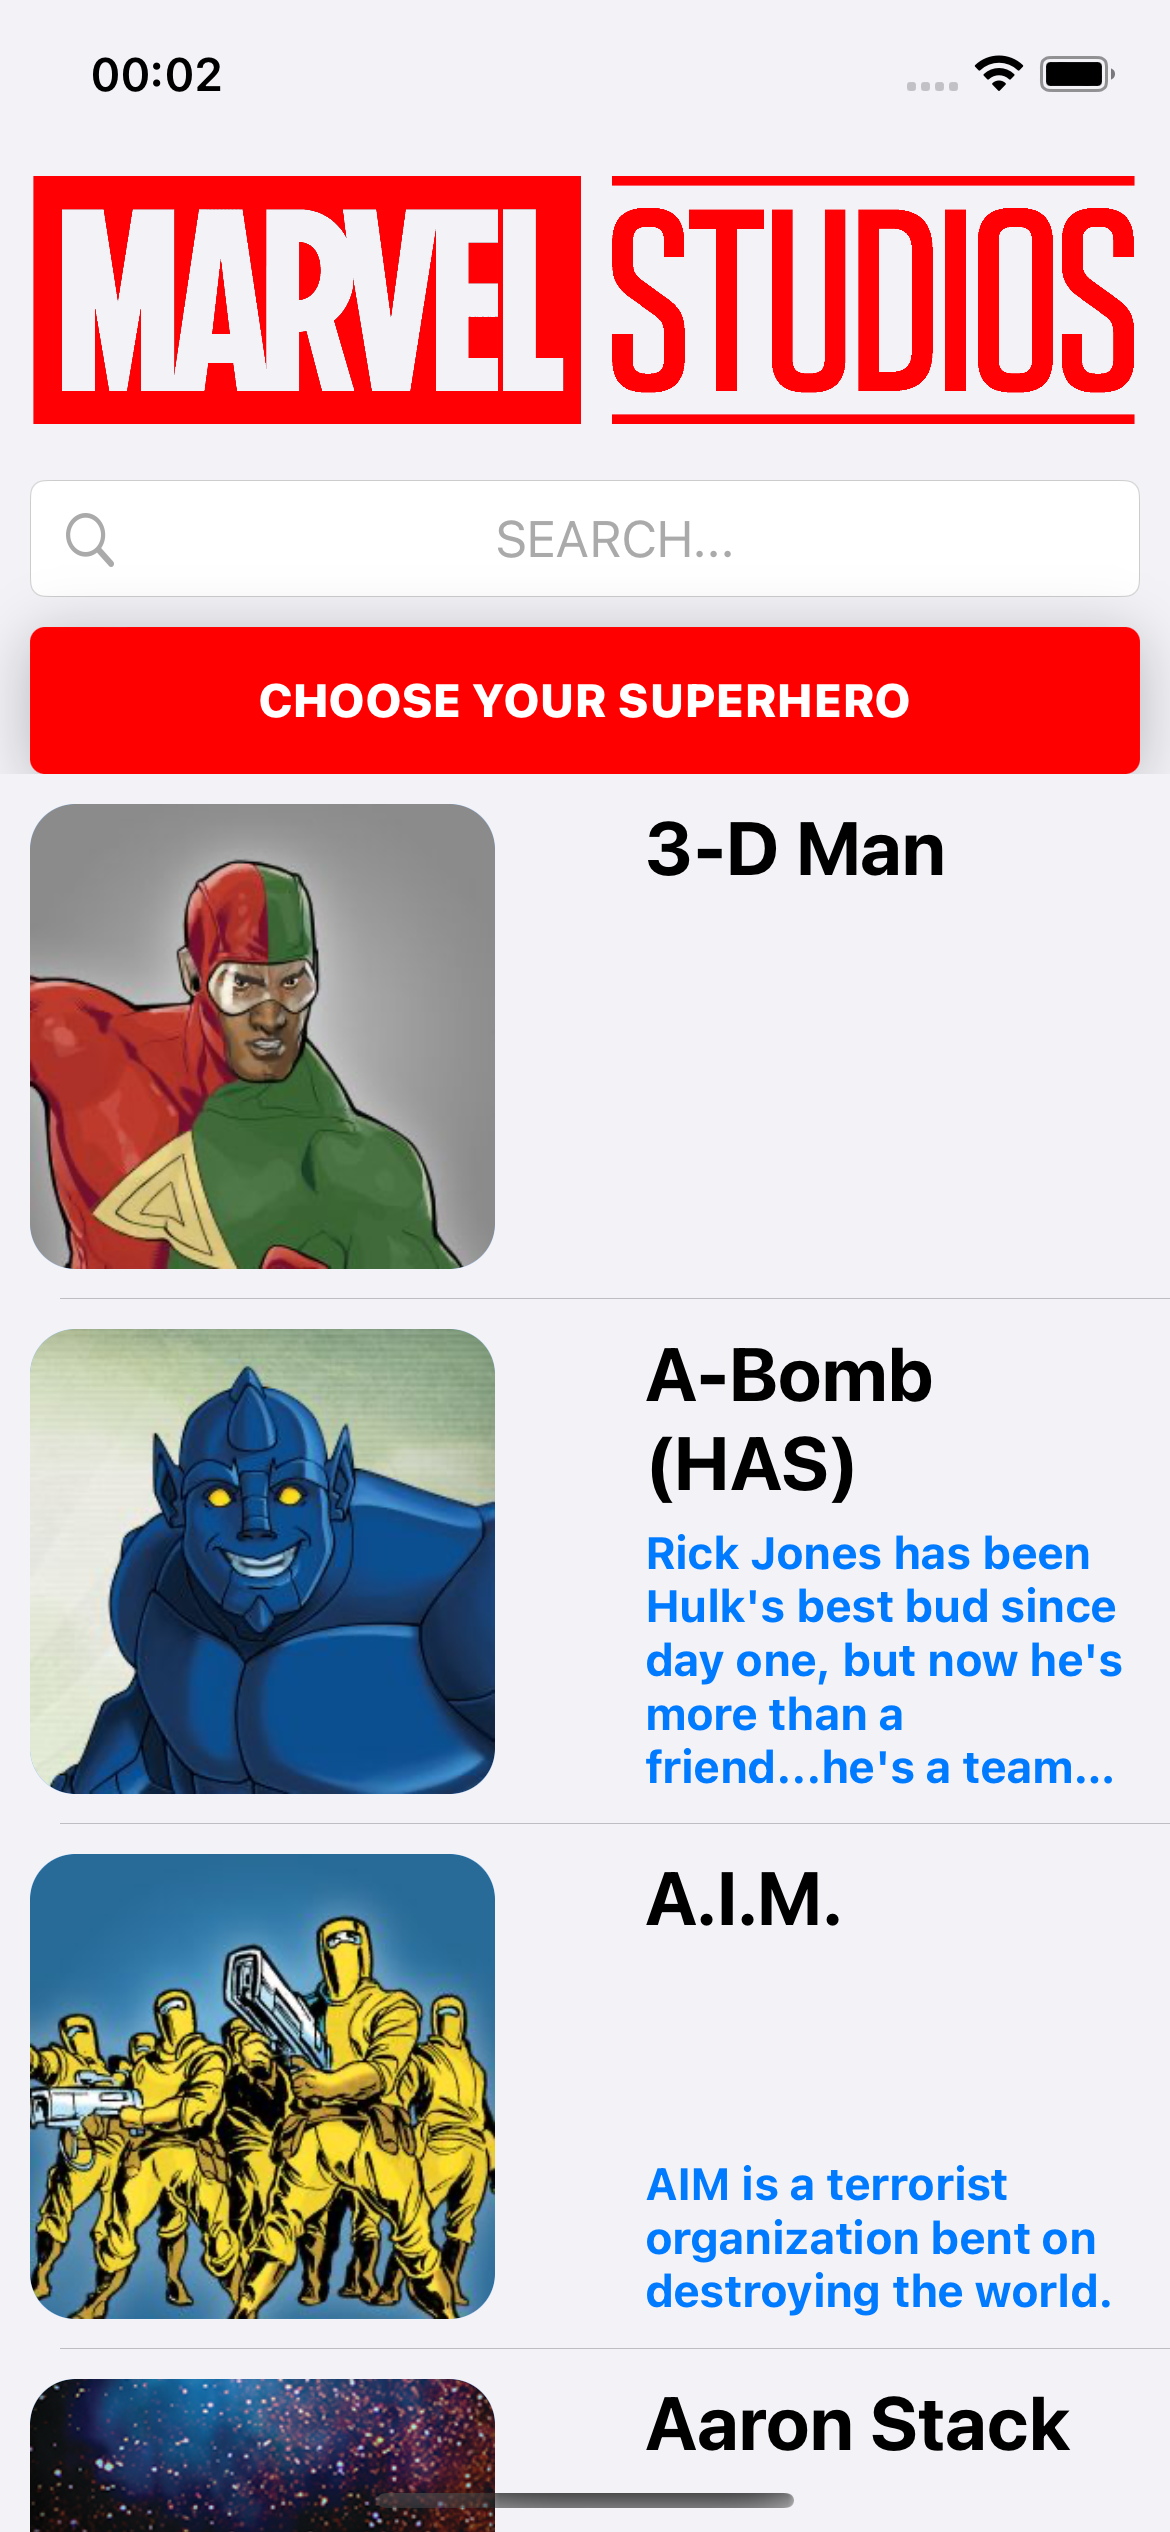 00:02
MARVEL STUDIOS
SEARCH...
CHOOSE YOUR SUPERHERO
3-D Man
A-Bomb
(HAS)
Rick Jones has been
Hulk's best bud since
day one, but now he's
more than a
friend...he's a team...
A.I.M.
AIM is a terrorist
organization bent on
destroying the world.
Aaron Stack